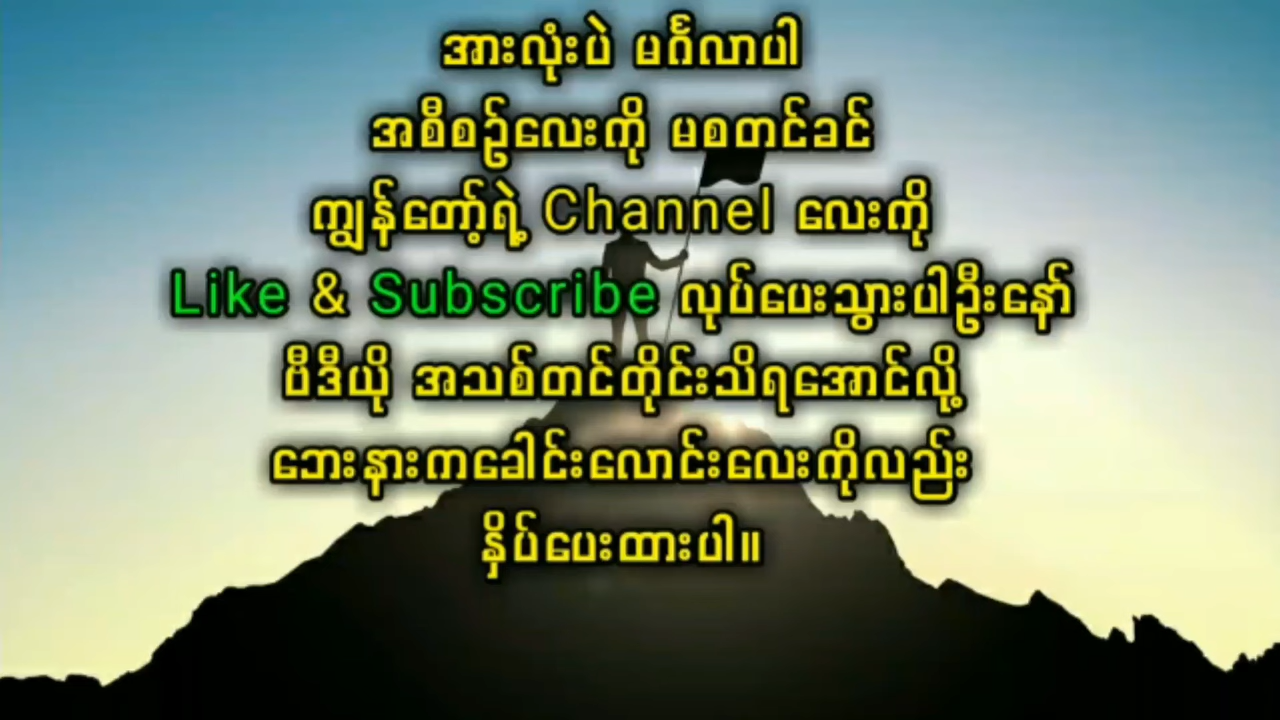 အားလုံးပဲ မင်္ဂလာပါ
အစီစဥ်လေးကို မစတင်ခင်
ကျွန်တော့်ရဲ့ Channel လေးကို
Like & Subscribe လုပ်ပေးသွားပါဦးနော်
ဗီဒီယို အသစ်တင်တိုင်းသိရအောင်လို့
ဘေးနားကခေါင်းလောင်းလေးကိုလည်း
နှိပ်ပေးထားပါ။